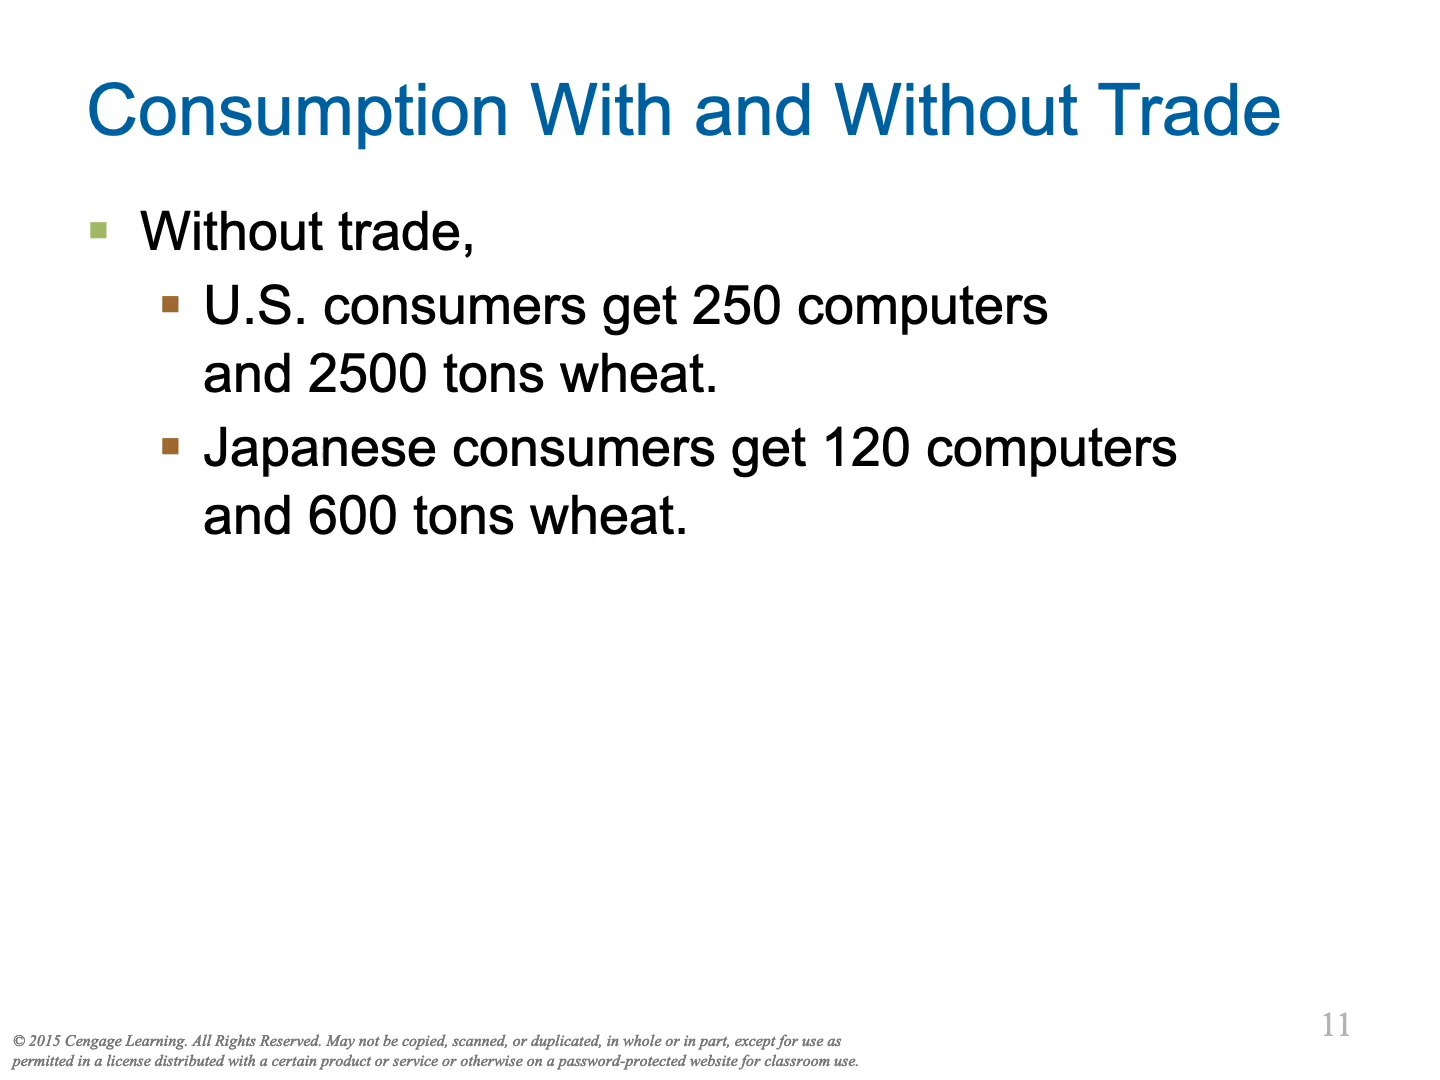 Consumption With and Without Trade
Without trade,
U.S. consumers get 250 computers
and 2500 tons wheat.
Japanese consumers get 120 computers
and 600 tons wheat.
11
© 2015 Cengage Learning. All Rights Reserved. May not be copied, scanned, or duplicated, in whole or in part, except for use as
permitted in a license distributed with a certain product or service or otherwise on a password-protected website for classroom use.